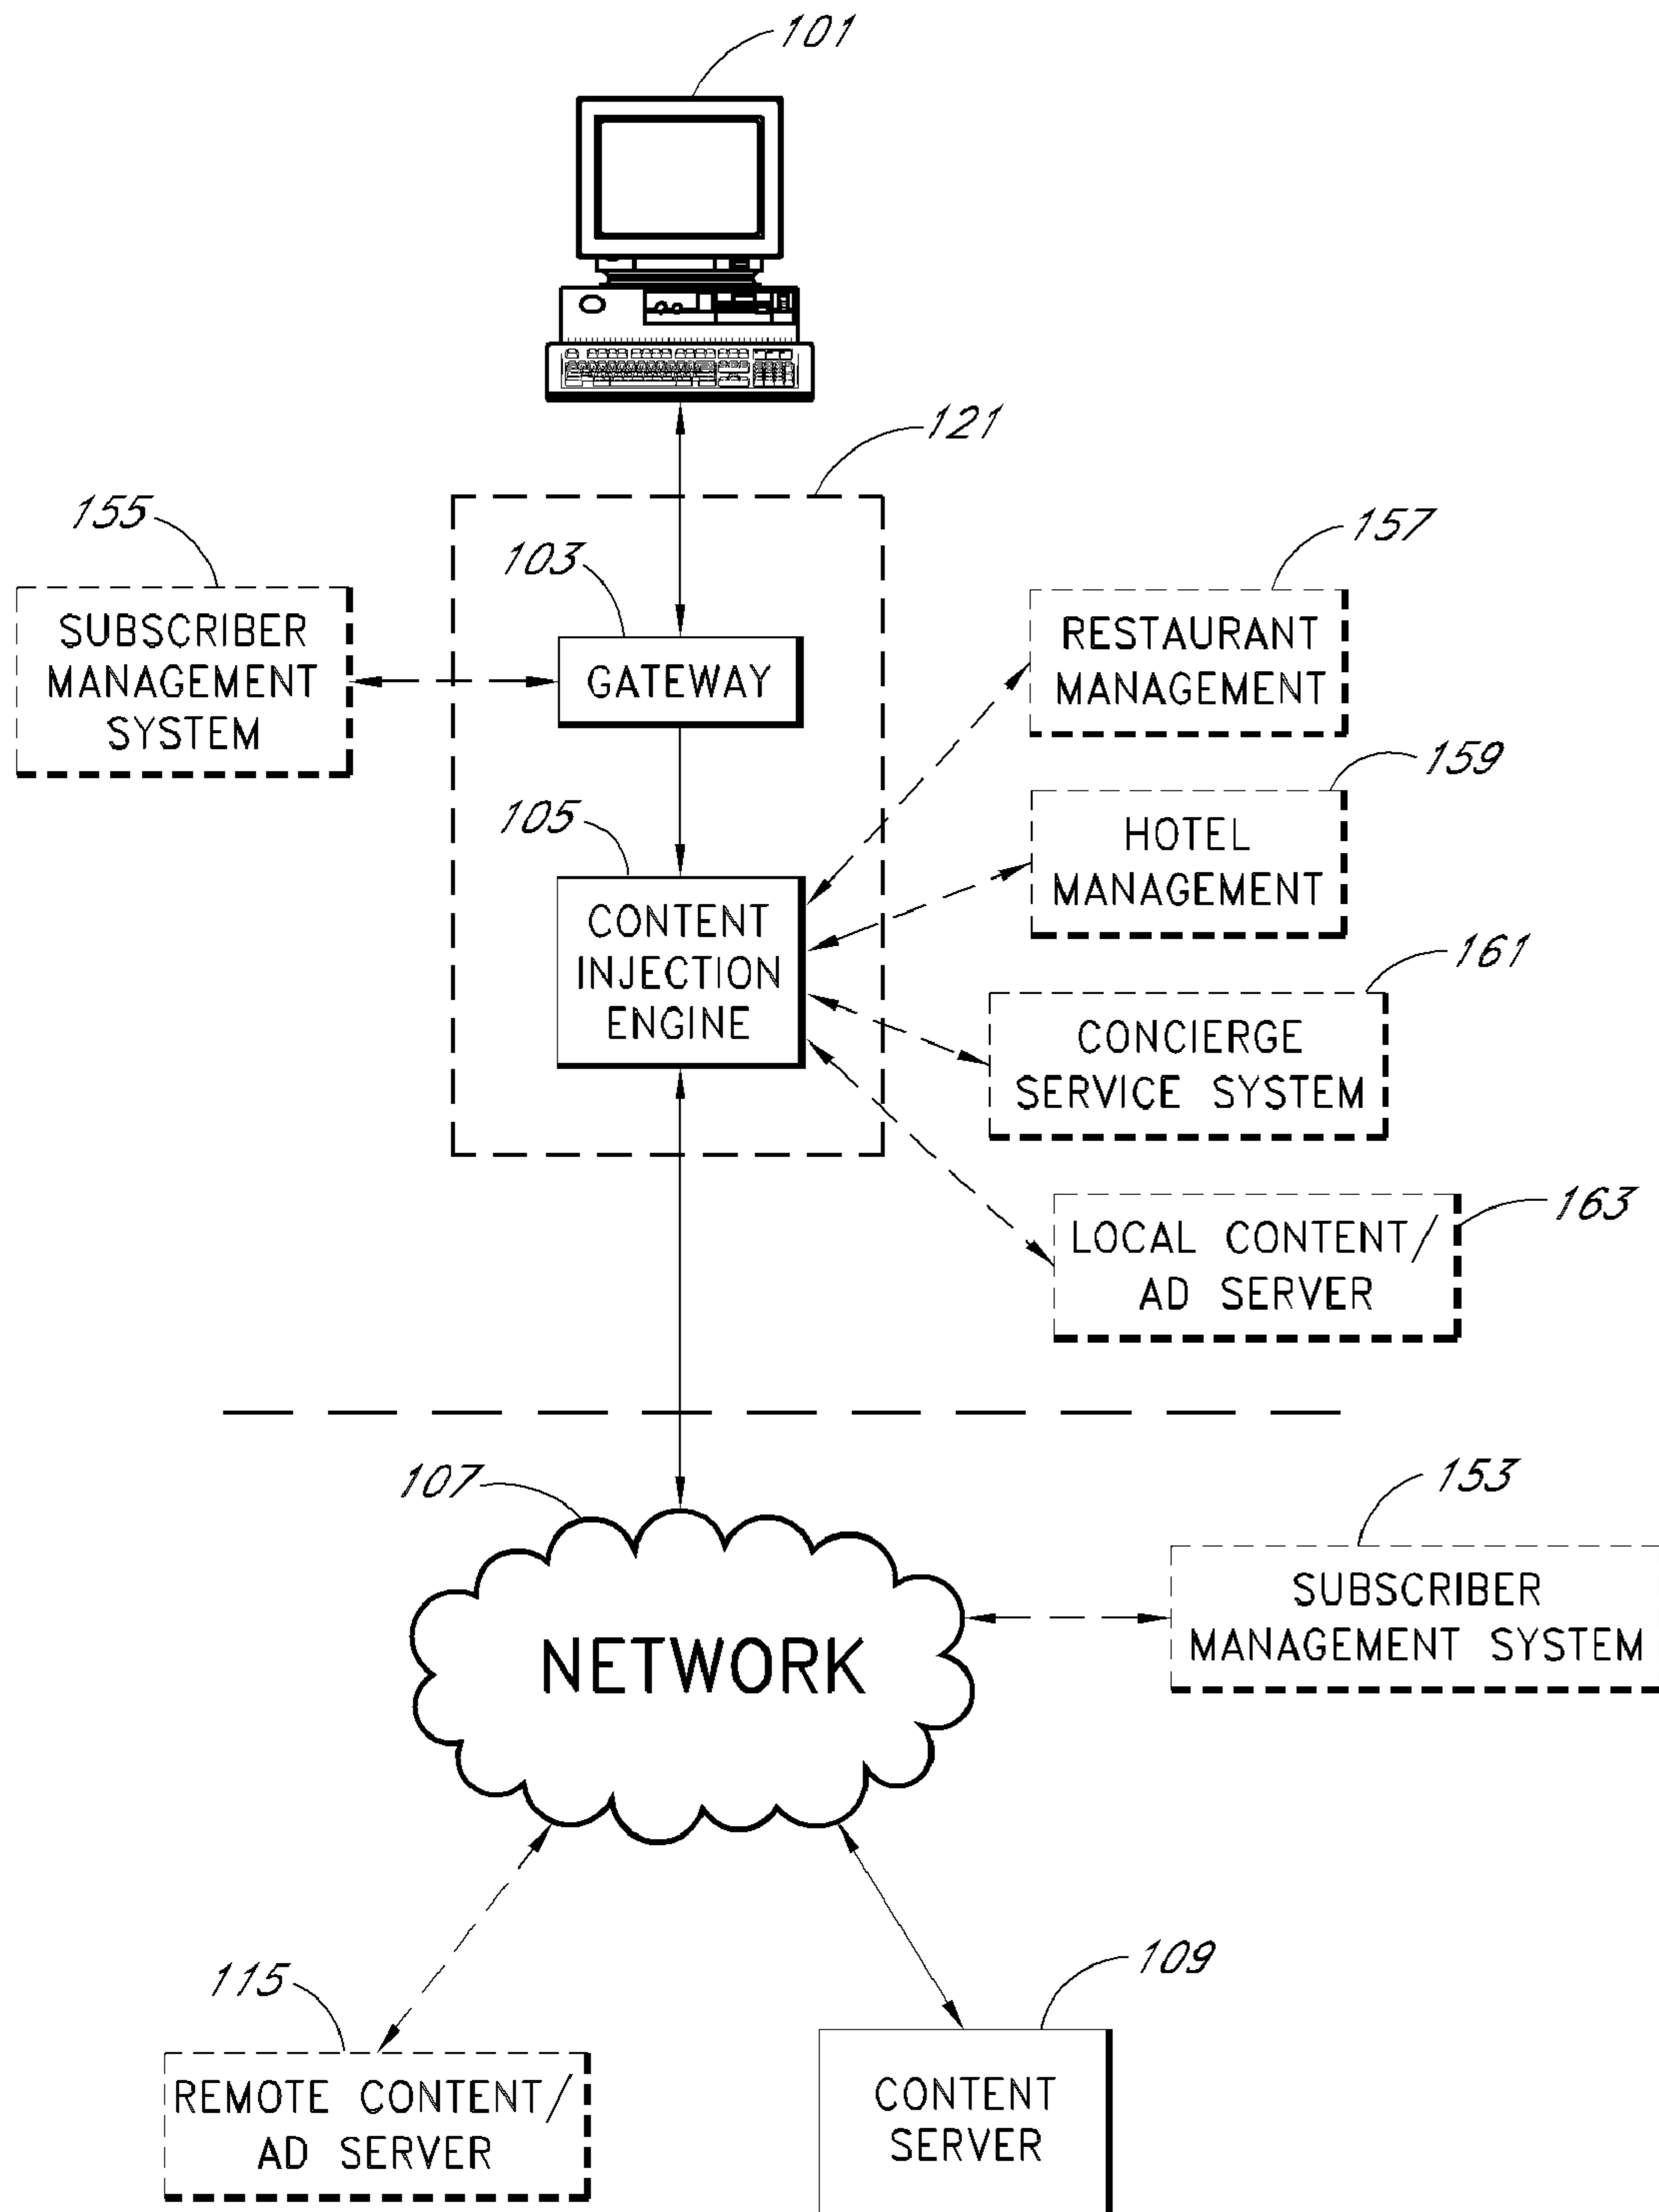 101
121
155
103
157
SUBSCRIBER
MANAGEMENT
SYSTEM
GATEWAY
RESTAURANT
MANAGEMENT
159
105
HOTEL
MANAGEMENT
CONTENT
INJECTION
ENGINE
161
CONCIERGE
SERVICE SYSTEM
163
LOCAL CONTENT/
AD SERVER
107
153
NETWORK
SUBSCRIBER
MANAGEMENT SYSTEM
115
109
REMOTE CONTENT/
AD SERVER
CONTENT
SERVER